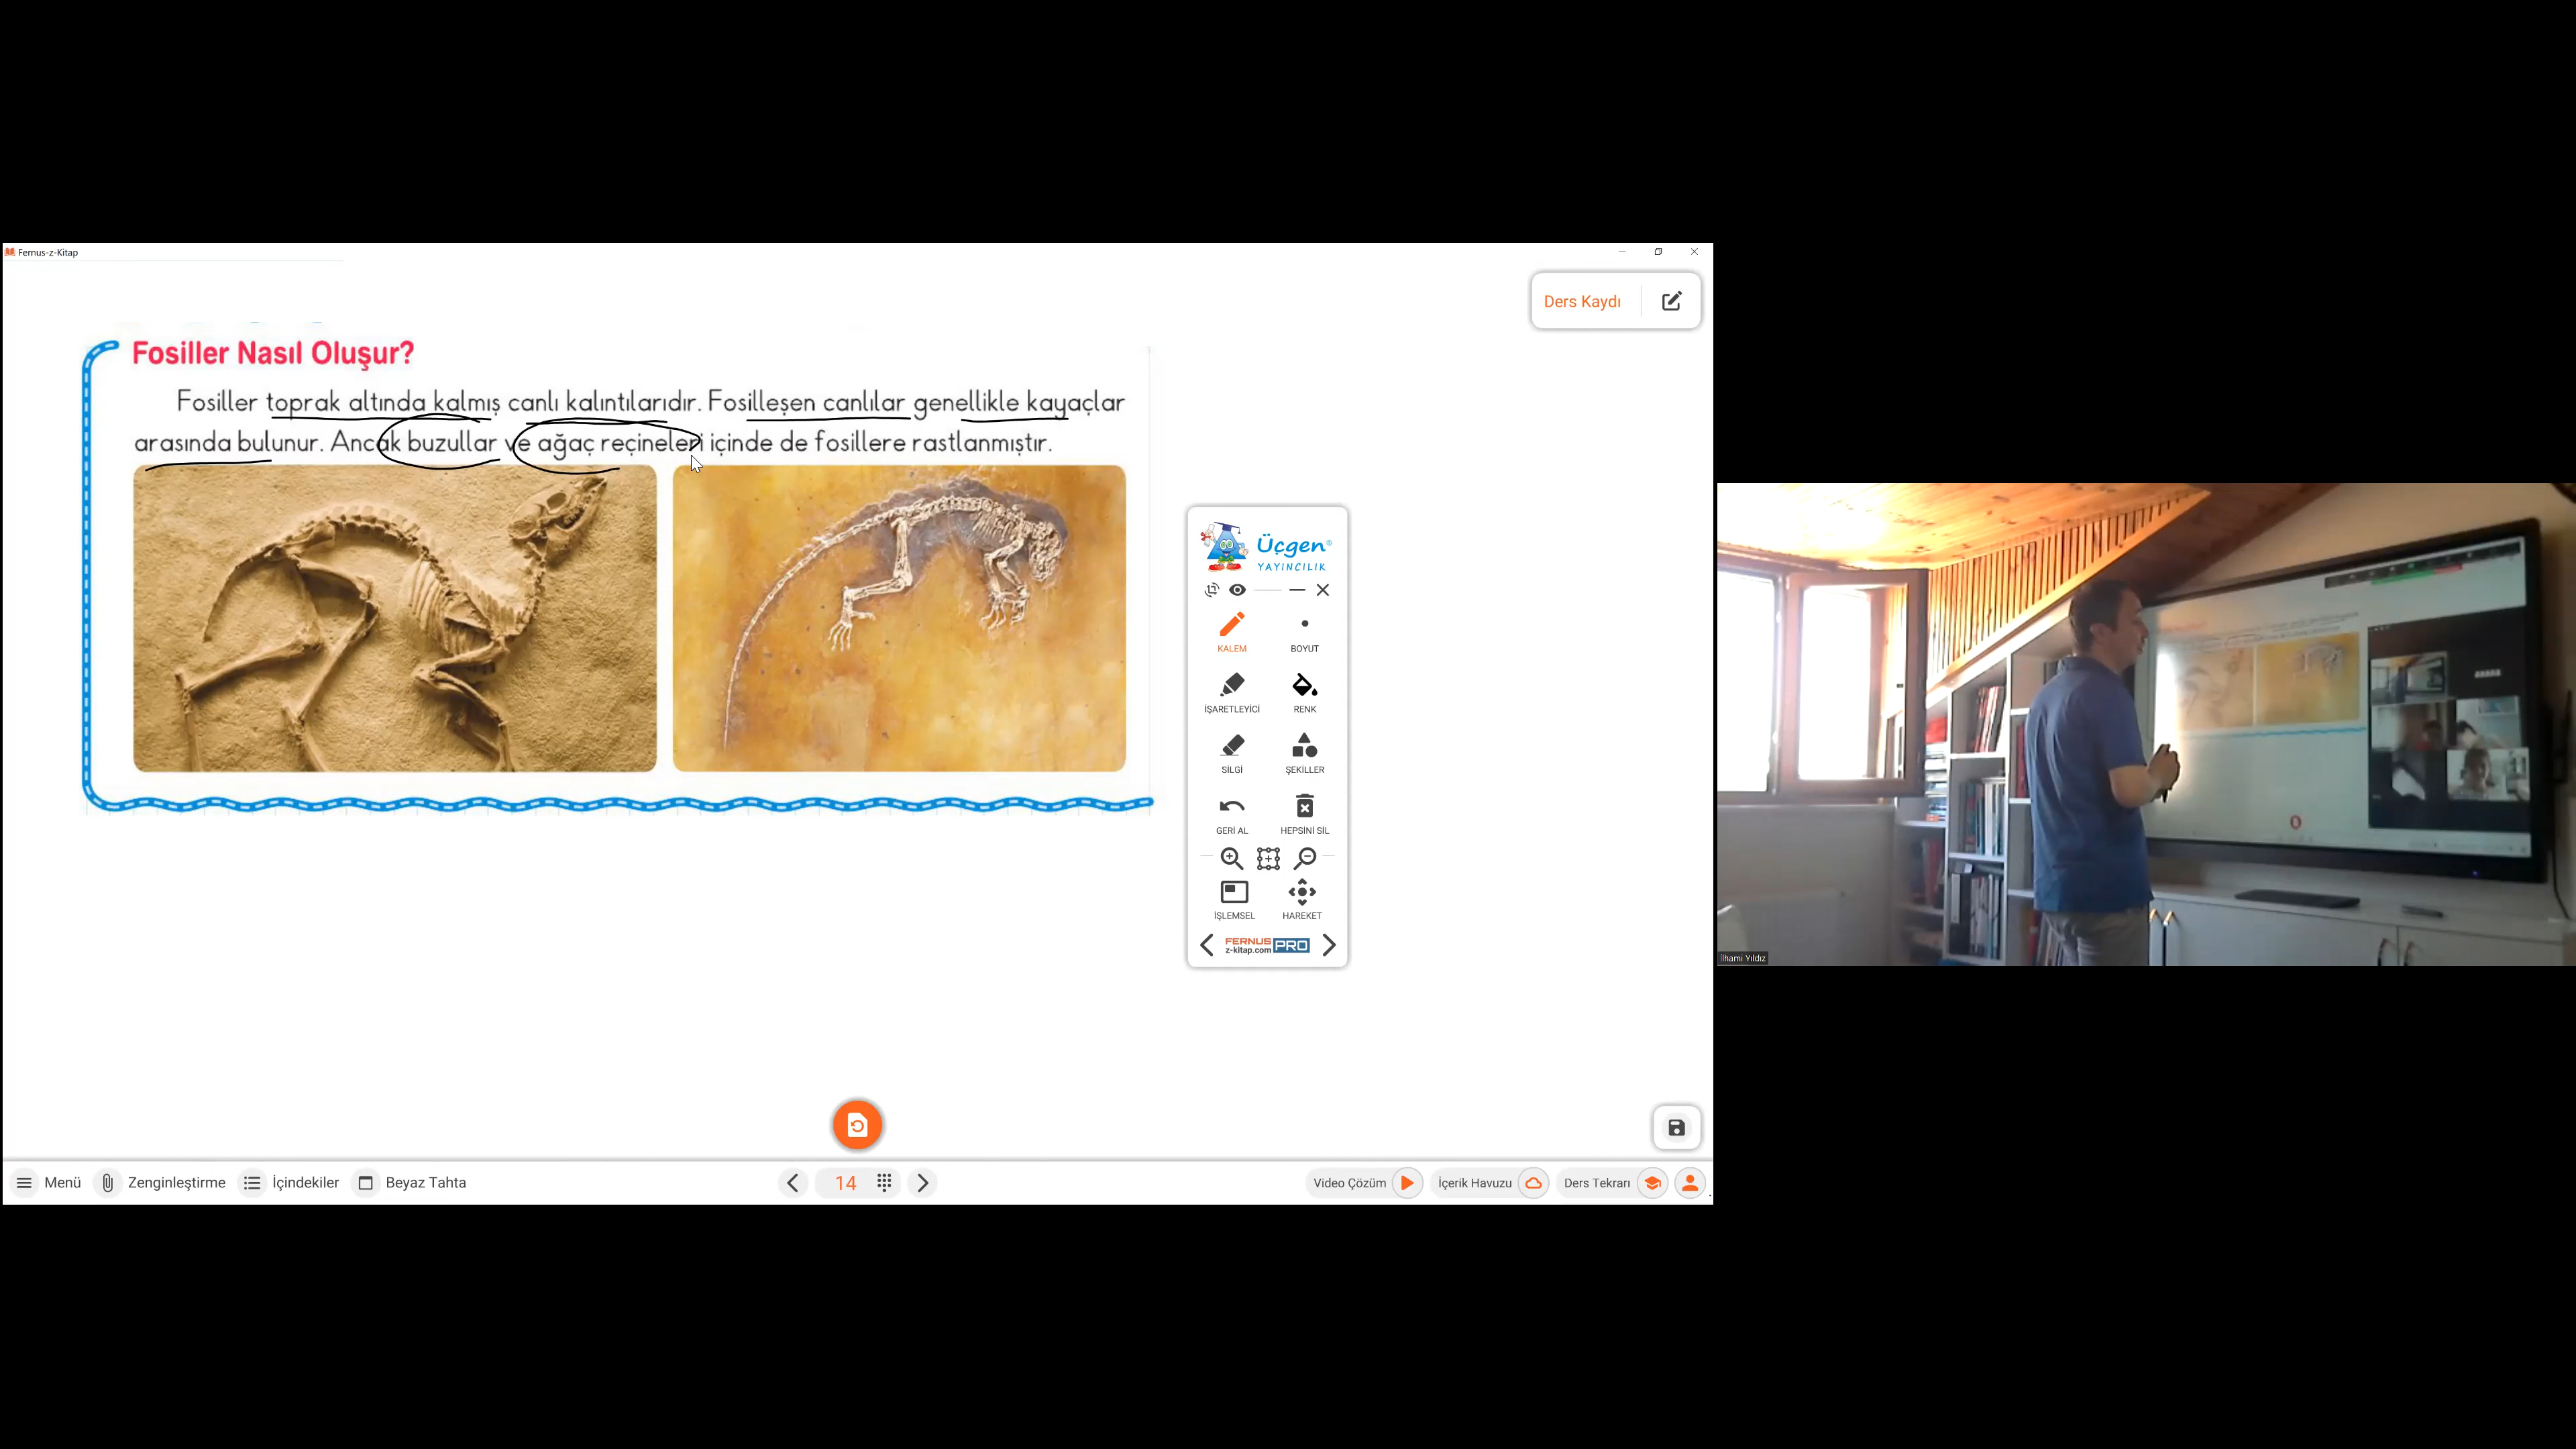 Fernus-z-Kitap
Ders Kaydı
Fosiller Nasıl Oluşur?
Fosiller toprak altında kalmış canlı kalıntılarıdır. Fosilleşen canlılar genellikle kayaçlar
arasında bulunur. Ancak buzullar ve ağaç reçineleri içinde de fosillere rastlanmıştır.
Üçgen®
YAYINCILIK
KALEM
BOYUT
İŞARETLEYİCİ
RENK
SİLGİ
ŞEKİLLER
GERİ AL
HEPSİNİ SİL
İŞLEMSEL
HAREKET
FERNUS
z-kitap.com
PRO
İlhami Yıldız
Menü
Zenginleştirme
İçindekiler
Beyaz Tahta
14
Video Çözüm
İçerik Havuzu
Ders Tekrarı